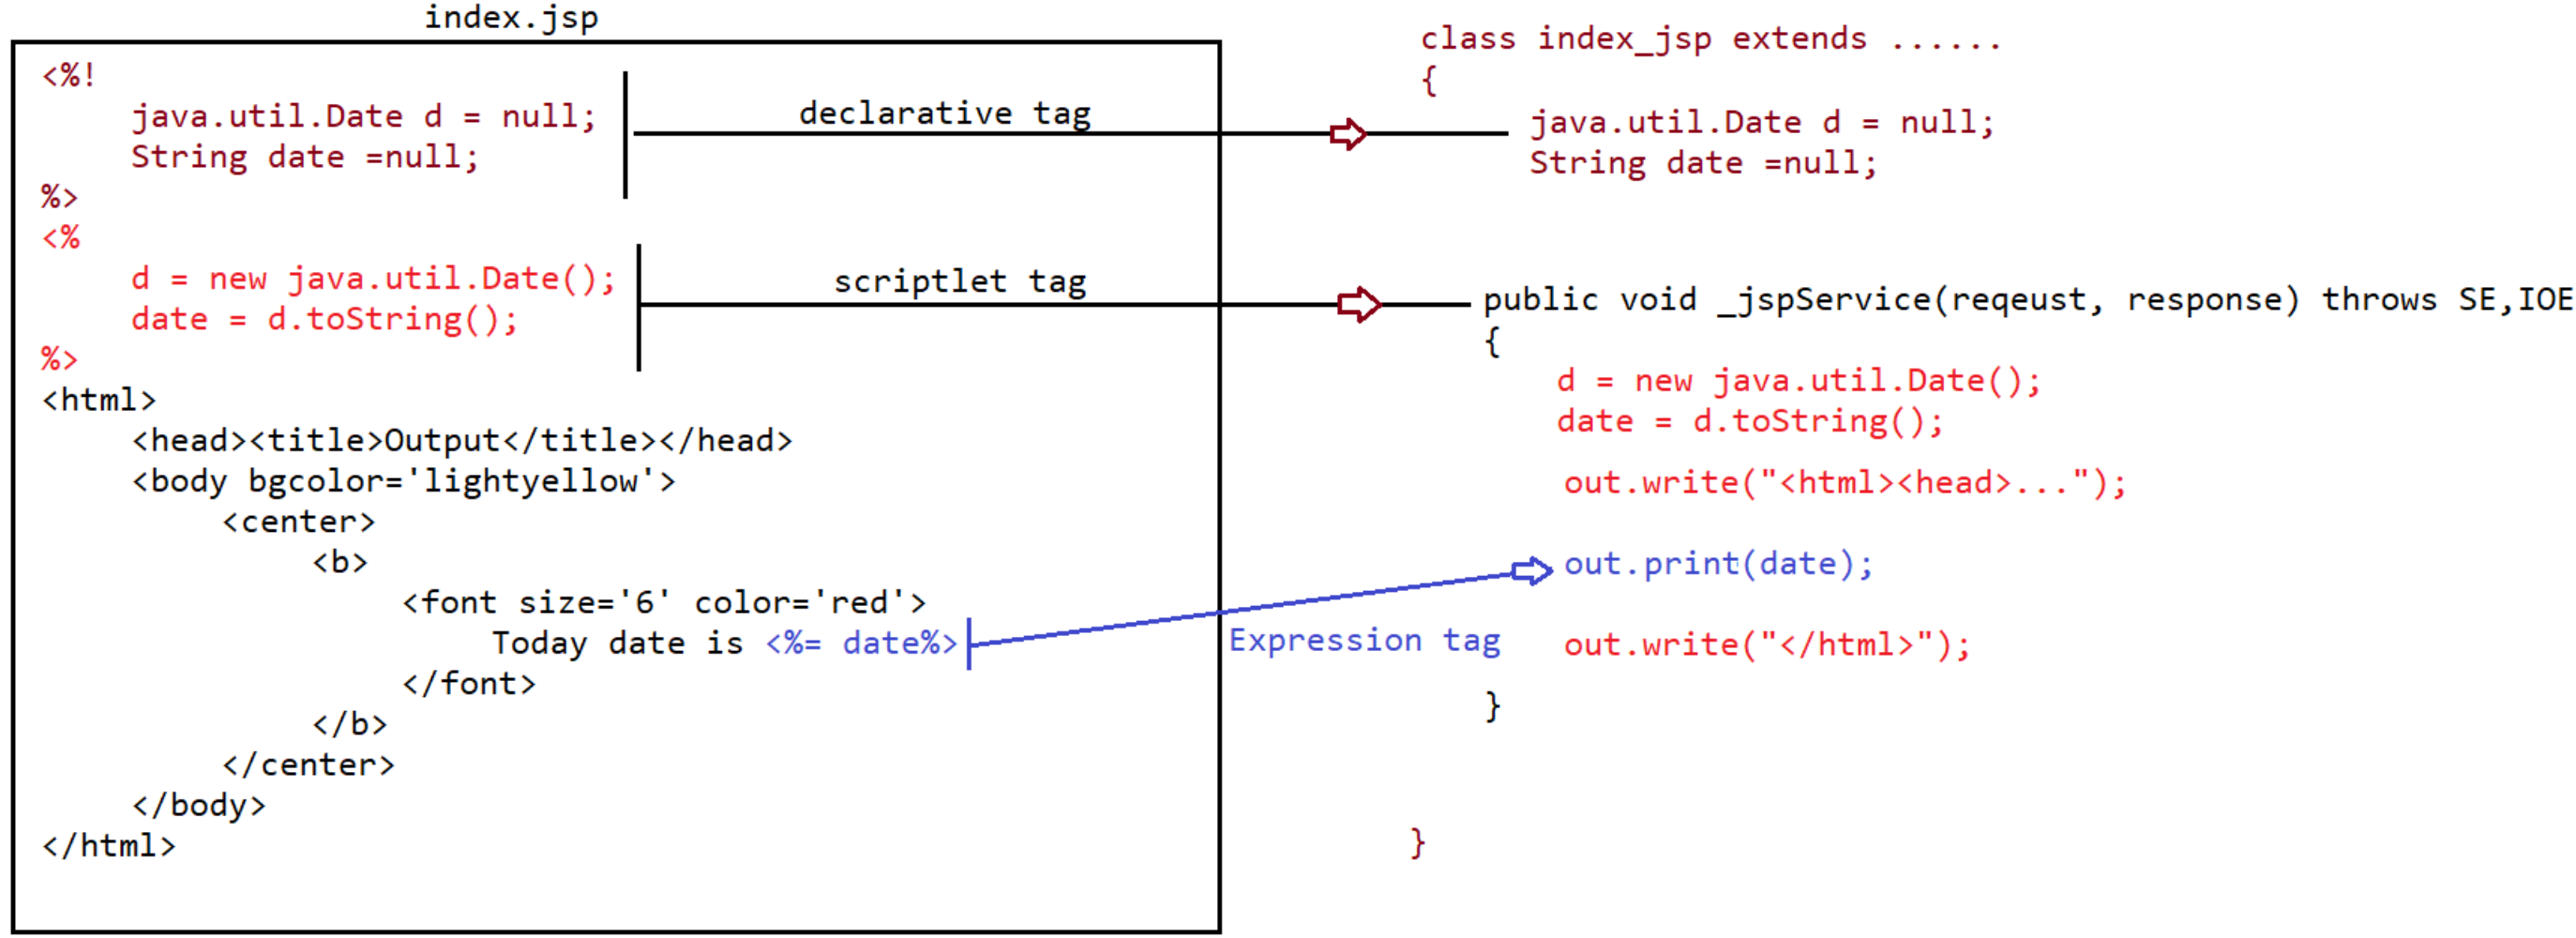 index.jsp
<%!
java.util.Date d = null;
String date =null;
%>
<%
d = new java.util.Date();
date = d.toString();
%>
<html>
<head><title>Output</title></head>
<body bgcolor='lightyellow'>
<center>
<b>
<font size='6' color='red'>
Today date is <%= date%>
</font>
</b>
</center>
</body>
</html>
declarative tag
scriptlet tag
Expression tag
class index_jsp extends ......
{
java.util.Date d = null;
String date =null;
public void _jspService(reqeust, response) throws SE,IOE
{
d = new java.util.Date();
date = d.toString();
out.write("<html><head>...");
out.print(date);
out.write("</html>");
}
}